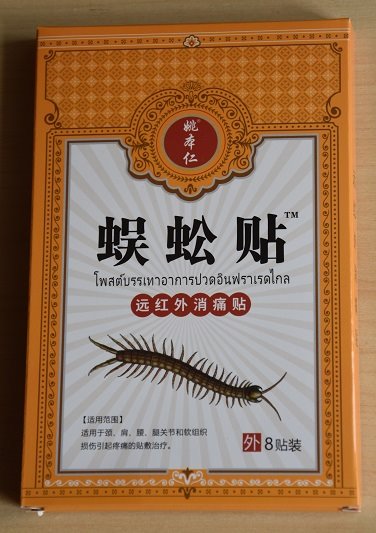 姚本仁
蜈蚣贴™
โพสต์บรรเทาอาการปวดอินฟราเรดไกล
远红外消痛贴
【适用范围】
适用于颈、肩、腰、腿关节和软组织
损伤引起疼痛的贴敷治疗。
外 8贴装